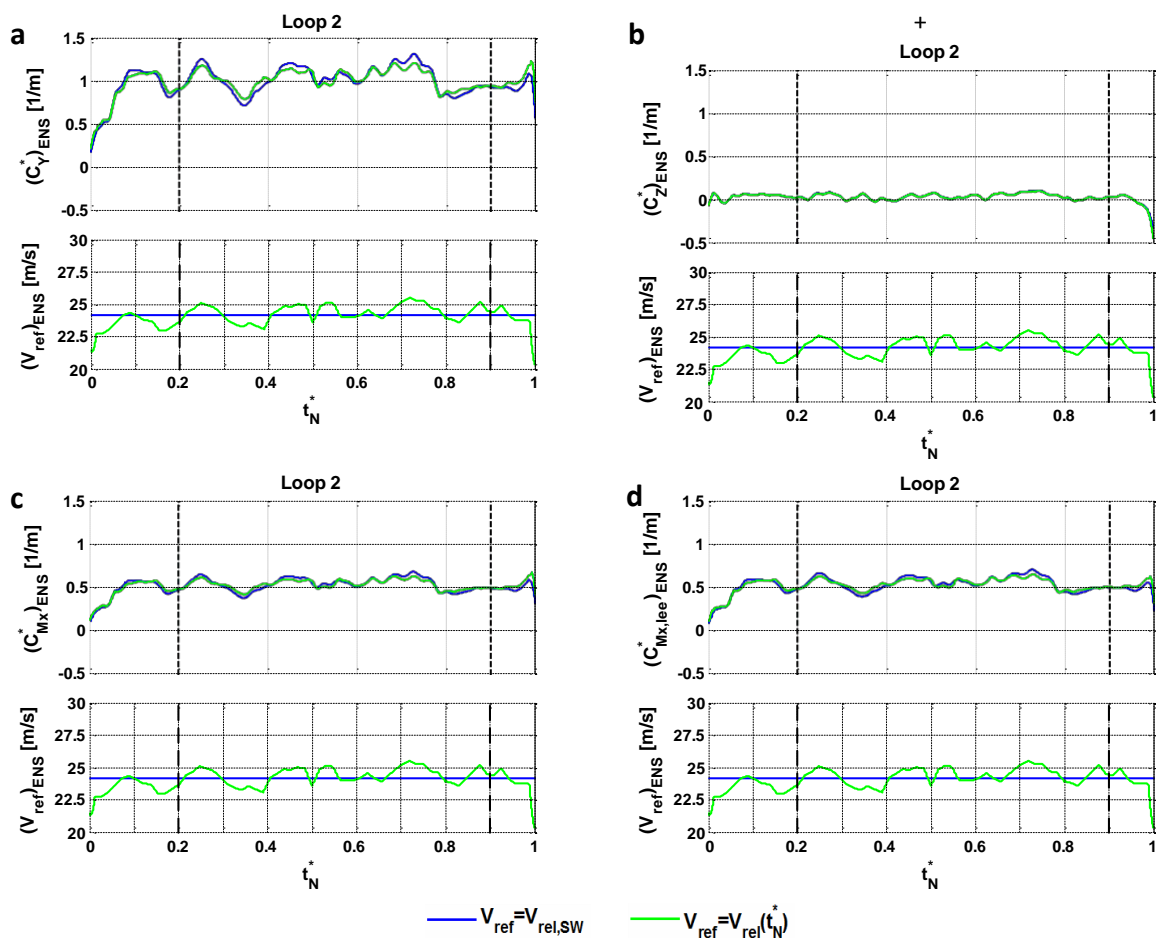 a
Loop 2
1.5
1
0.5
0
-0.5
(C*Y)ENS [1/m]
30
27.5
25
22.5
20
(Vref)ENS [m/s]
0 0.2 0.4 0.6 0.8 1
t*N
+
b
Loop 2
1.5
1
0.5
0
-0.5
(C*Z)ENS [1/m]
30
27.5
25
22.5
20
(Vref)ENS [m/s]
0 0.2 0.4 0.6 0.8 1
t*N
c
Loop 2
1.5
1
0.5
0
-0.5
(C*Mx)ENS [1/m]
30
27.5
25
22.5
20
(Vref)ENS [m/s]
0 0.2 0.4 0.6 0.8 1
t*N
d
Loop 2
1.5
1
0.5
0
-0.5
(C*Mx,lee)ENS [1/m]
30
27.5
25
22.5
20
(Vref)ENS [m/s]
0 0.2 0.4 0.6 0.8 1
t*N
Vref=Vrel,SW
Vref=Vrel(t*N)